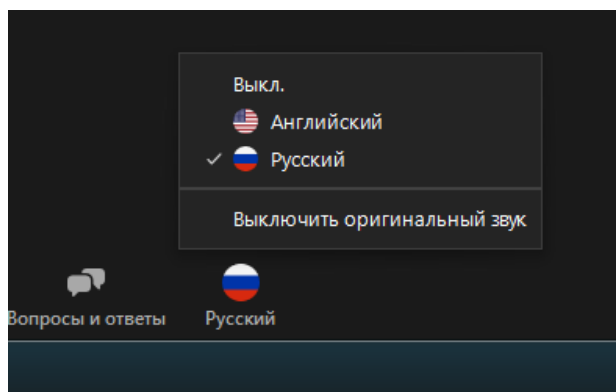 Выкл.
Английский
Русский
Выключить оригинальный звук
Вопросы и ответы
Русский